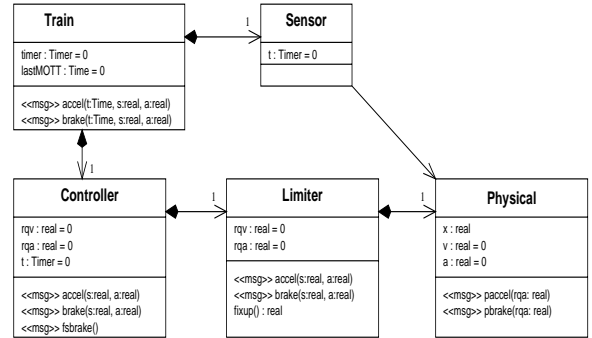 Train
timer : Timer = 0
lastMOTT : Time = 0
<<msg>> accel(t:Time, s:real, a:real)
<<msg>> brake(t:Time, s:real, a:real)
1
Sensor
t : Timer = 0
1
Controller
rqv : real = 0
rqa : real = 0
t : Timer = 0
<<msg>> accel(s:real, a:real)
<<msg>> brake(s:real, a:real)
<<msg>> fsbrake()
1
Limiter
rqv : real = 0
rqa : real = 0
<<msg>> accel(s:real, a:real)
<<msg>> brake(s:real, a:real)
fixup() : real
1
Physical
x : real
v : real = 0
a : real = 0
<<msg>> paccel(rqa: real)
<<msg>> pbrake(rqa: real)